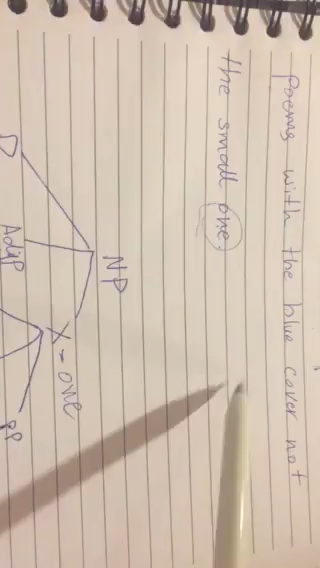 poems with the blue cover not
the small one
NP
D AdjP X - one
PP